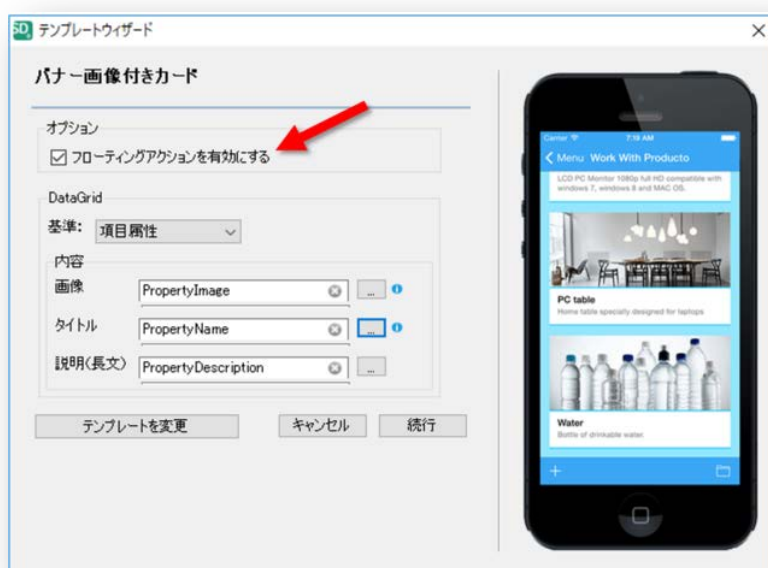 SD テンプレートウィザード
バナー画像付きカード
オプション
フローティングアクションを有効にする
DataGrid
基準: 項目属性
内容
画像 PropertyImage ...
タイトル PropertyName ...
説明(長文) PropertyDescription ...
テンプレートを変更 キャンセル 続行
Carrier 7:19 AM
Menu Work With Producto
LCD PC Monitor 1080p full HD compatible with
windows 7, windows 8 and MAC OS.
PC table
Home table specially designed for laptops
Water
Bottle of drinkable water.